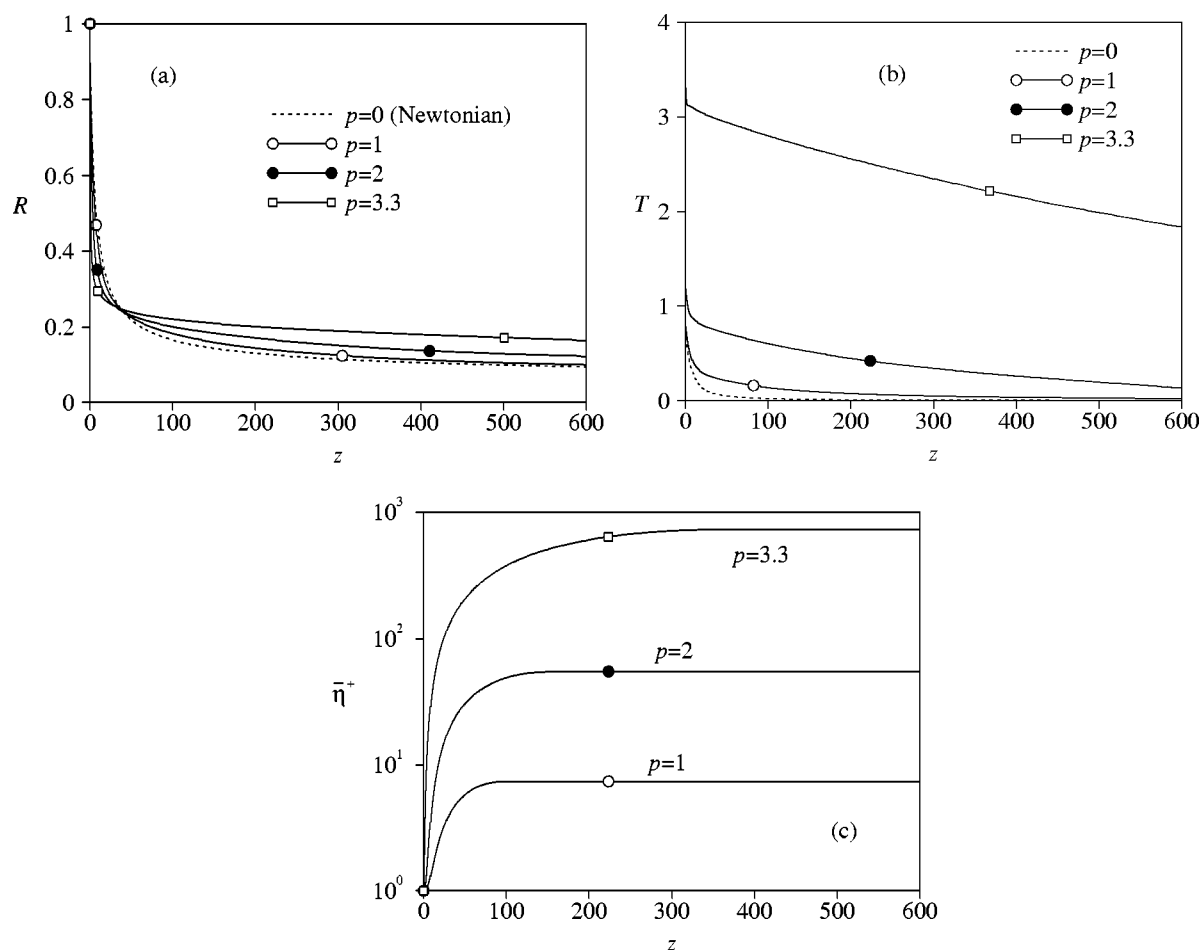 1
0.8
0.6
0.4
0.2
0
R
(a)
p=0 (Newtonian)
p=1
p=2
p=3.3
0 100 200 300 400 500 600
z
4
3
2
1
0
T
(b)
p=0
p=1
p=2
p=3.3
0 100 200 300 400 500 600
z
10³
10²
10¹
10⁰
η̅⁺
p=3.3
p=2
p=1
(c)
0 100 200 300 400 500 600
z